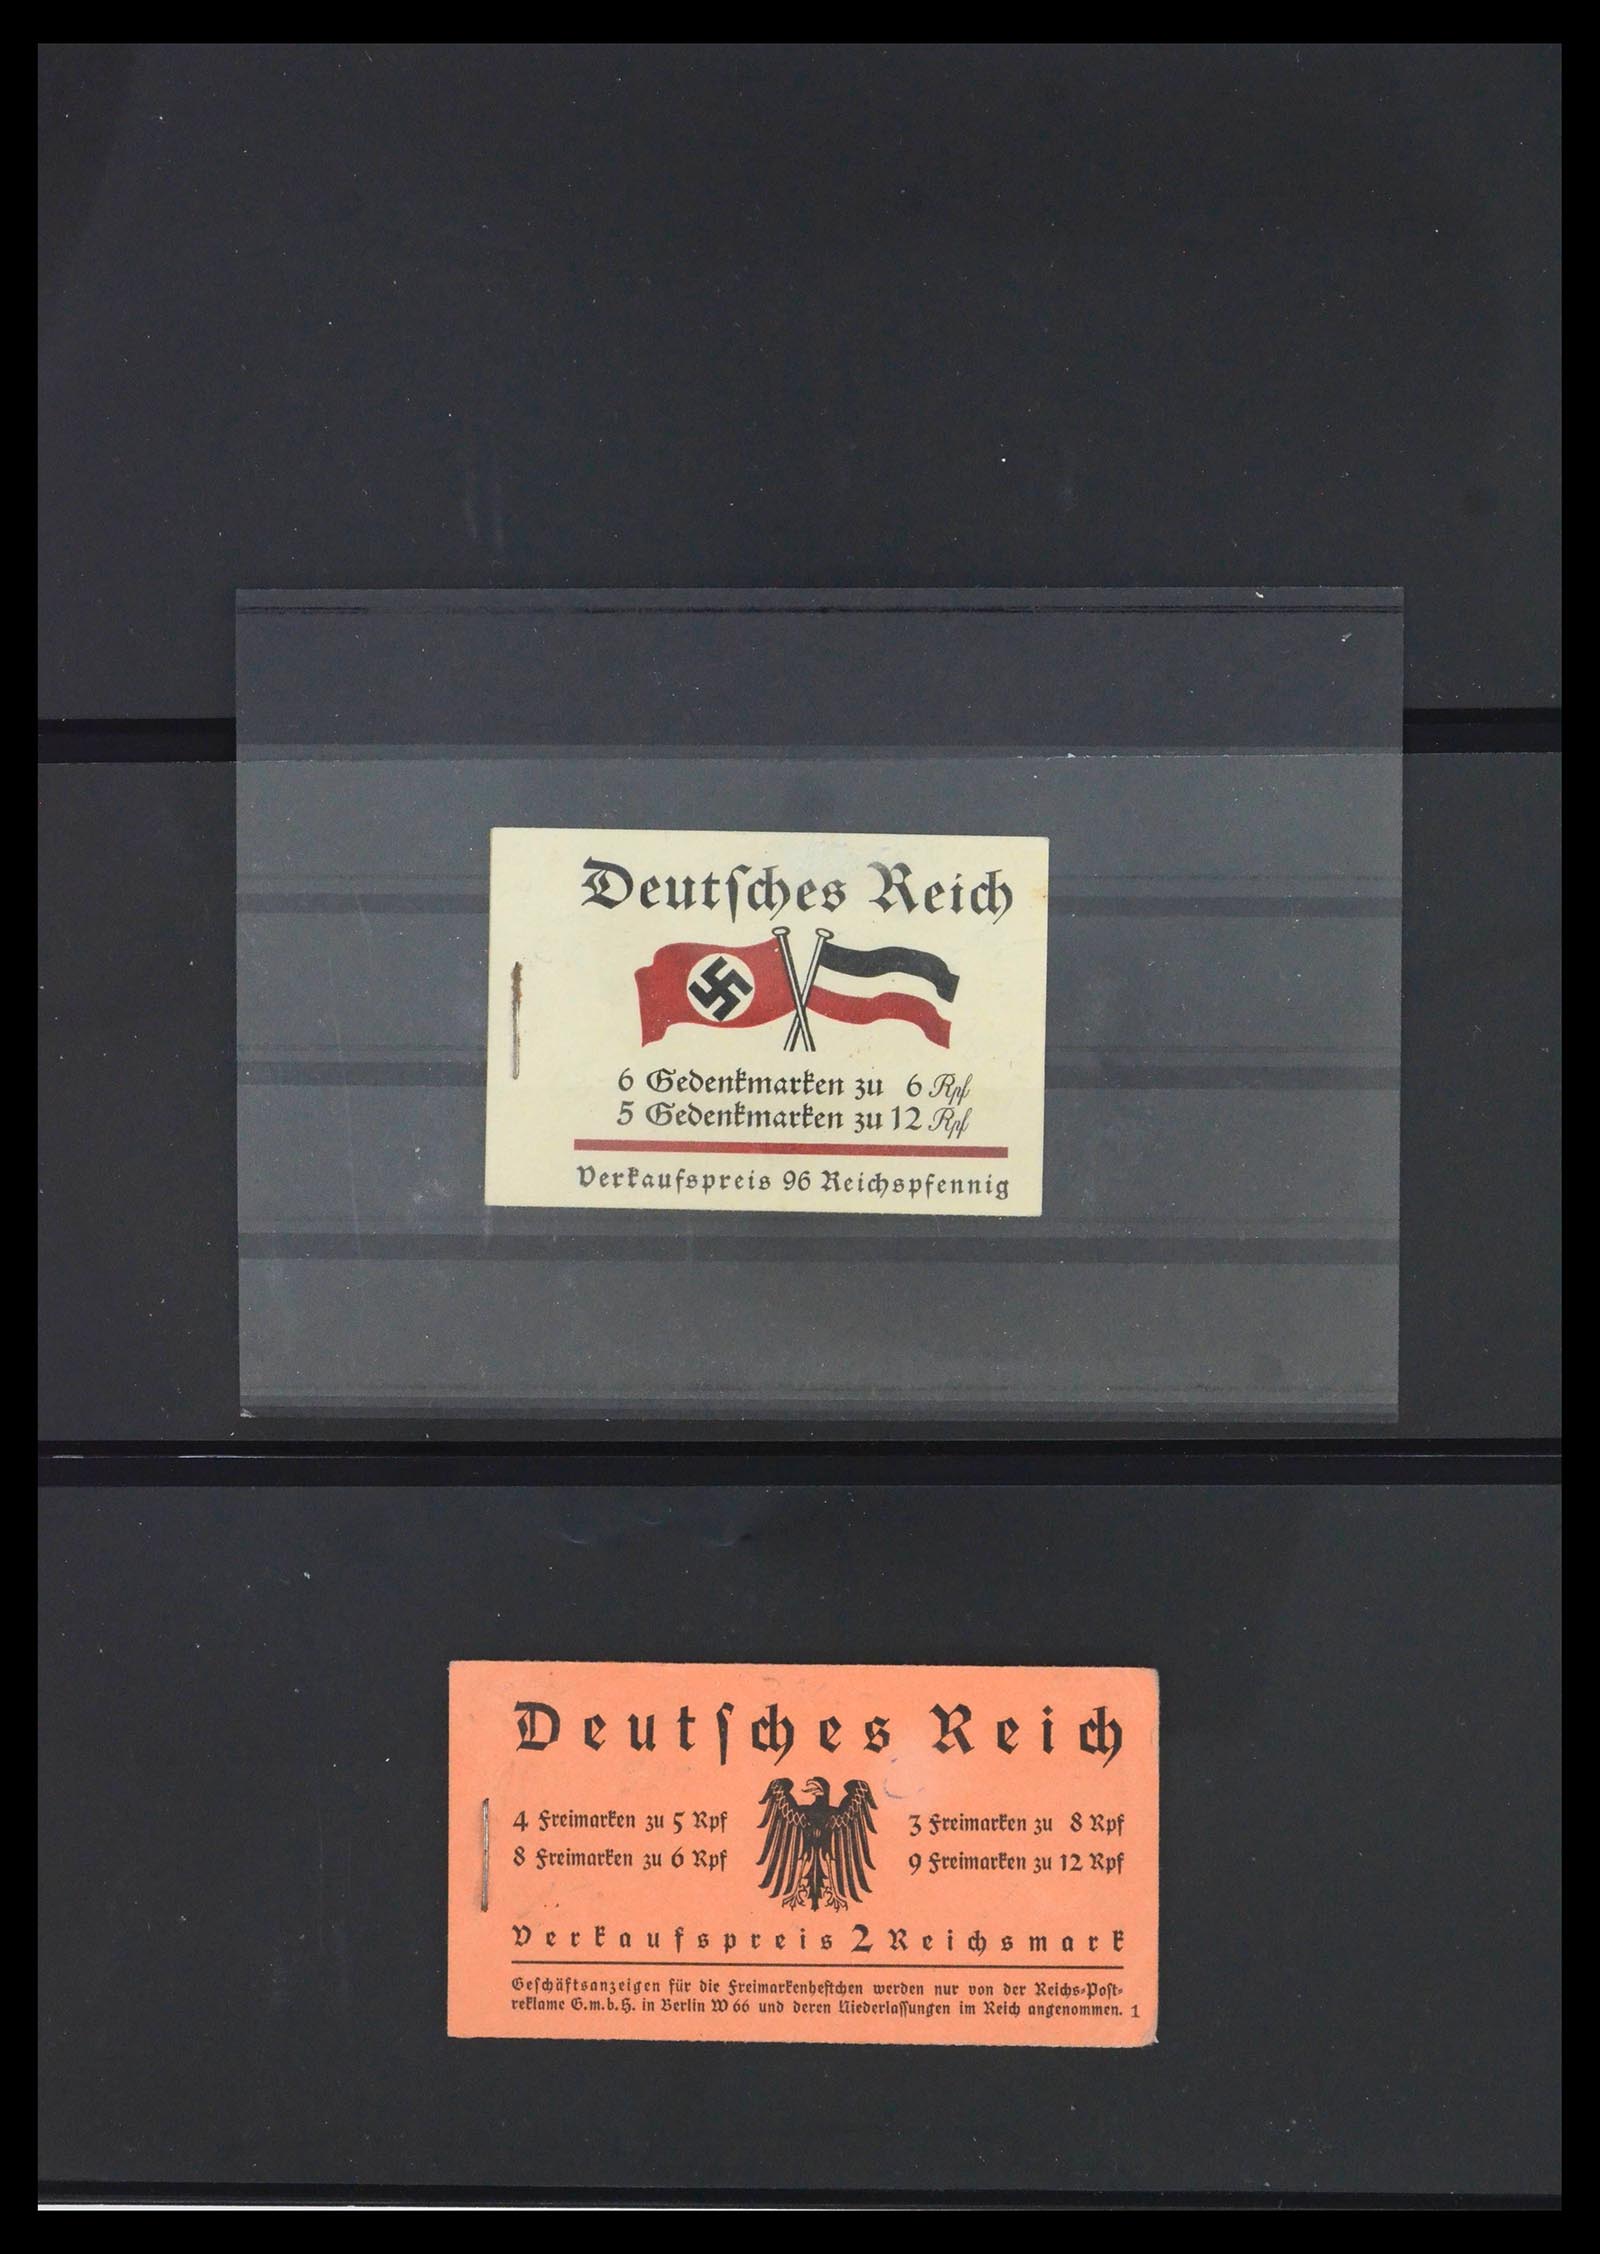 Deutſches Reich
6 Gedenkmarken zu 6 Rpf
5 Gedenkmarken zu 12 Rpf
Verkaufspreis 96 Reichspfennig
Deutſches Reich
4 Freimarken zu 5 Rpf
8 Freimarken zu 6 Rpf
3 Freimarken zu 8 Rpf
9 Freimarken zu 12 Rpf
Verkaufspreis 2 Reichsmark
Geſchäftsanzeigen für die Freimarkenheftchen werden nur von der Reichs-Poſt-
reklame G.m.b.H. in Berlin W 66 und deren Niederlaſſungen im Reich angenommen. 1